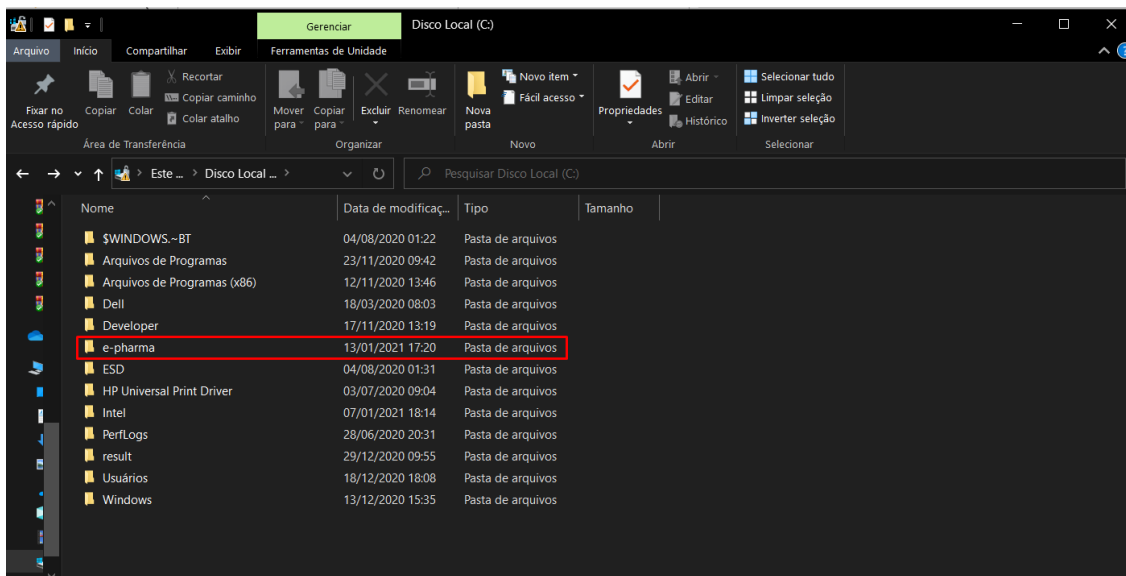 Gerenciar Disco Local (C:)
Arquivo Início Compartilhar Exibir Ferramentas de Unidade
Fixar no Acesso rápido
Copiar
Colar
Recortar
Copiar caminho
Colar atalho
Área de Transferência
Mover para
Copiar para
Excluir
Renomear
Organizar
Nova pasta
Novo item
Fácil acesso
Novo
Propriedades
Abrir
Editar
Histórico
Abrir
Selecionar tudo
Limpar seleção
Inverter seleção
Selecionar
Este ... > Disco Local ... > Pesquisar Disco Local (C:)
Nome Data de modificaç... Tipo Tamanho
$WINDOWS.~BT 04/08/2020 01:22 Pasta de arquivos
Arquivos de Programas 23/11/2020 09:42 Pasta de arquivos
Arquivos de Programas (x86) 12/11/2020 13:46 Pasta de arquivos
Dell 18/03/2020 08:03 Pasta de arquivos
Developer 17/11/2020 13:19 Pasta de arquivos
e-pharma 13/01/2021 17:20 Pasta de arquivos
ESD 04/08/2020 01:31 Pasta de arquivos
HP Universal Print Driver 03/07/2020 09:04 Pasta de arquivos
Intel 07/01/2021 18:14 Pasta de arquivos
PerfLogs 28/06/2020 20:31 Pasta de arquivos
result 29/12/2020 09:55 Pasta de arquivos
Usuários 18/12/2020 18:08 Pasta de arquivos
Windows 13/12/2020 15:35 Pasta de arquivos